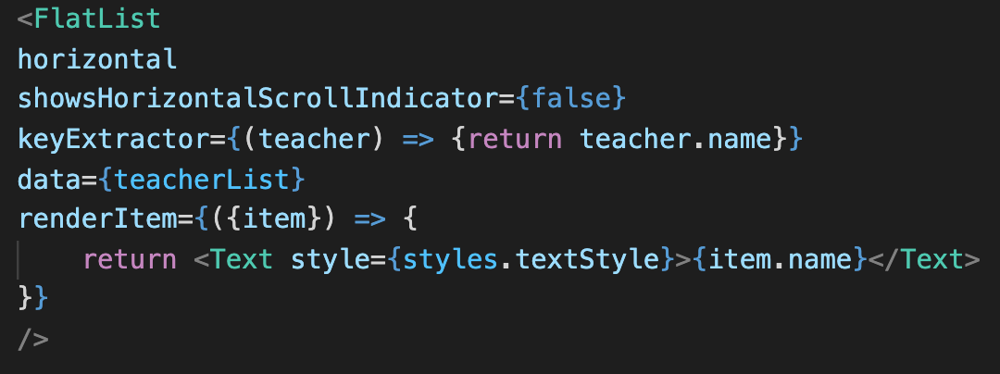 <FlatList
horizontal
showsHorizontalScrollIndicator={false}
keyExtractor={(teacher) => {return teacher.name}}
data={teacherList}
renderItem={({item}) => {
    return <Text style={styles.textStyle}>{item.name}</Text>
}}
/>